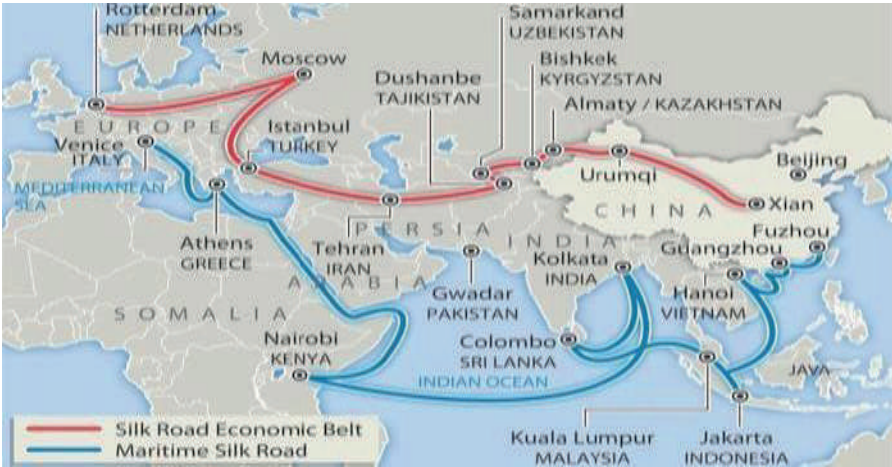 Rotterdam
NETHERLANDS
Moscow
Samarkand
UZBEKISTAN
Bishkek
KYRGYZSTAN
Dushanbe
TAJIKISTAN
Almaty / KAZAKHSTAN
EUROPE
Venice
ITALY
Istanbul
TURKEY
Urumqi
Beijing
MEDITERRANEAN
SEA
Xian
CHINA
Athens
GREECE
Tehran
IRAN
PERSIA
INDIA
Kolkata
INDIA
Guangzhou
Fuzhou
ARABIA
Gwadar
PAKISTAN
Hanoi
VIETNAM
SOMALIA
Nairobi
KENYA
Colombo
SRI LANKA
INDIAN OCEAN
JAVA
Silk Road Economic Belt
Maritime Silk Road
Kuala Lumpur
MALAYSIA
Jakarta
INDONESIA